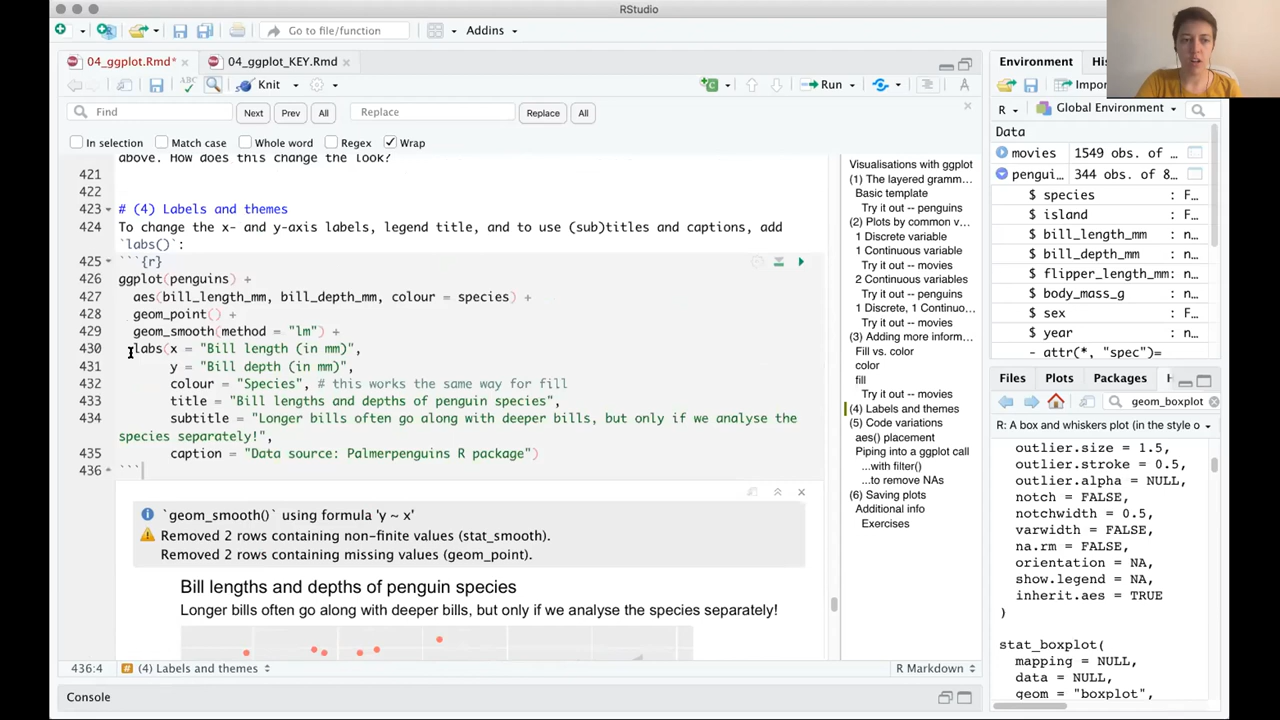 RStudio
Go to file/function
Addins
04_ggplot.Rmd*
04_ggplot_KEY.Rmd
Environment
His
ABC
Knit
Run
Impor
R
Global Environment
Find
Next
Prev
All
Replace
Replace
All
In selection
Match case
Whole word
Regex
Wrap
Data
movies 1549 obs. of …
pengui… 344 obs. of 8…
$ species : F…
$ island : F…
$ bill_length_mm : n…
$ bill_depth_mm : n…
$ flipper_length_mm: n…
$ body_mass_g : n…
$ sex : F…
$ year : n…
- attr(*, "spec")=
above. How does this change the look?
421
422
423 # (4) Labels and themes
424 To change the x- and y-axis labels, legend title, and to use (sub)titles and captions, add
`labs()`:
425 ```{r}
426 ggplot(penguins) +
427 aes(bill_length_mm, bill_depth_mm, colour = species) +
428 geom_point() +
429 geom_smooth(method = "lm") +
430 labs(x = "Bill length (in mm)",
431 y = "Bill depth (in mm)",
432 colour = "Species", # this works the same way for fill
433 title = "Bill lengths and depths of penguin species",
434 subtitle = "Longer bills often go along with deeper bills, but only if we analyse the
species separately!",
435 caption = "Data source: Palmerpenguins R package")
436 ```
`geom_smooth()` using formula 'y ~ x'
Removed 2 rows containing non-finite values (stat_smooth).
Removed 2 rows containing missing values (geom_point).
Bill lengths and depths of penguin species
Longer bills often go along with deeper bills, but only if we analyse the species separately!
436:4
(4) Labels and themes
R Markdown
Console
Visualisations with ggplot
(1) The layered gramm…
Basic template
Try it out -- penguins
(2) Plots by common v…
1 Discrete variable
1 Continuous variable
Try it out -- movies
2 Continuous variables
Try it out -- penguins
1 Discrete, 1 Continuo…
Try it out -- movies
(3) Adding more inform…
Fill vs. color
color
fill
Try it out -- movies
(4) Labels and themes
(5) Code variations
aes() placement
Piping into a ggplot call
…with filter()
…to remove NAs
(6) Saving plots
Additional info
Exercises
Files
Plots
Packages
geom_boxplot
R: A box and whiskers plot (in the style o
outlier.size = 1.5,
outlier.stroke = 0.5,
outlier.alpha = NULL,
notch = FALSE,
notchwidth = 0.5,
varwidth = FALSE,
na.rm = FALSE,
orientation = NA,
show.legend = NA,
inherit.aes = TRUE
)
stat_boxplot(
mapping = NULL,
data = NULL,
geom = "boxplot",